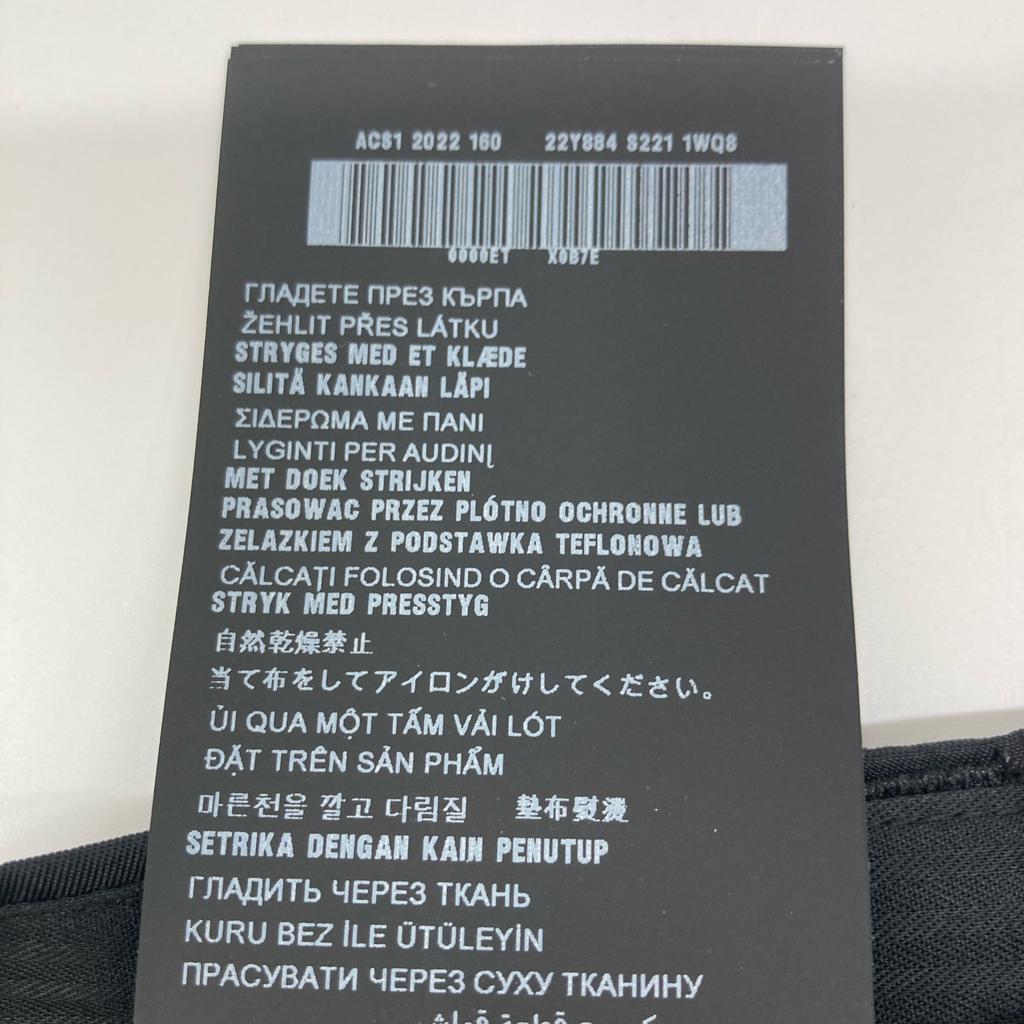 ACS1 2022 160 22Y884 S221 1WQ8
0000E1 X0B7E
ГЛАДЕТЕ ПРЕЗ КЪРПА
ŽEHLIT PŘES LÁTKU
STRYGES MED ET KLÆDE
SILITÄ KANKAAN LÄPI
ΣΙΔΕΡΩΜΑ ΜΕ ΠΑΝΙ
LYGINTI PER AUDINĮ
MET DOEK STRIJKEN
PRASOWAC PRZEZ PLÓTNO OCHRONNE LUB
ZELAZKIEM Z PODSTAWKA TEFLONOWA
CĂLCAȚI FOLOSIND O CÂRPĂ DE CĂLCAT
STRYK MED PRESSTYG
自然乾燥禁止
当て布をしてアイロンがけしてください。
ỦI QUA MỘT TẤM VẢI LÓT
ĐẶT TRÊN SẢN PHẨM
마른천을 깔고 다림질 墊布熨燙
SETRIKA DENGAN KAIN PENUTUP
ГЛАДИТЬ ЧЕРЕЗ ТКАНЬ
KURU BEZ İLE ÜTÜLEYİN
ПРАСУВАТИ ЧЕРЕЗ СУХУ ТКАНИНУ